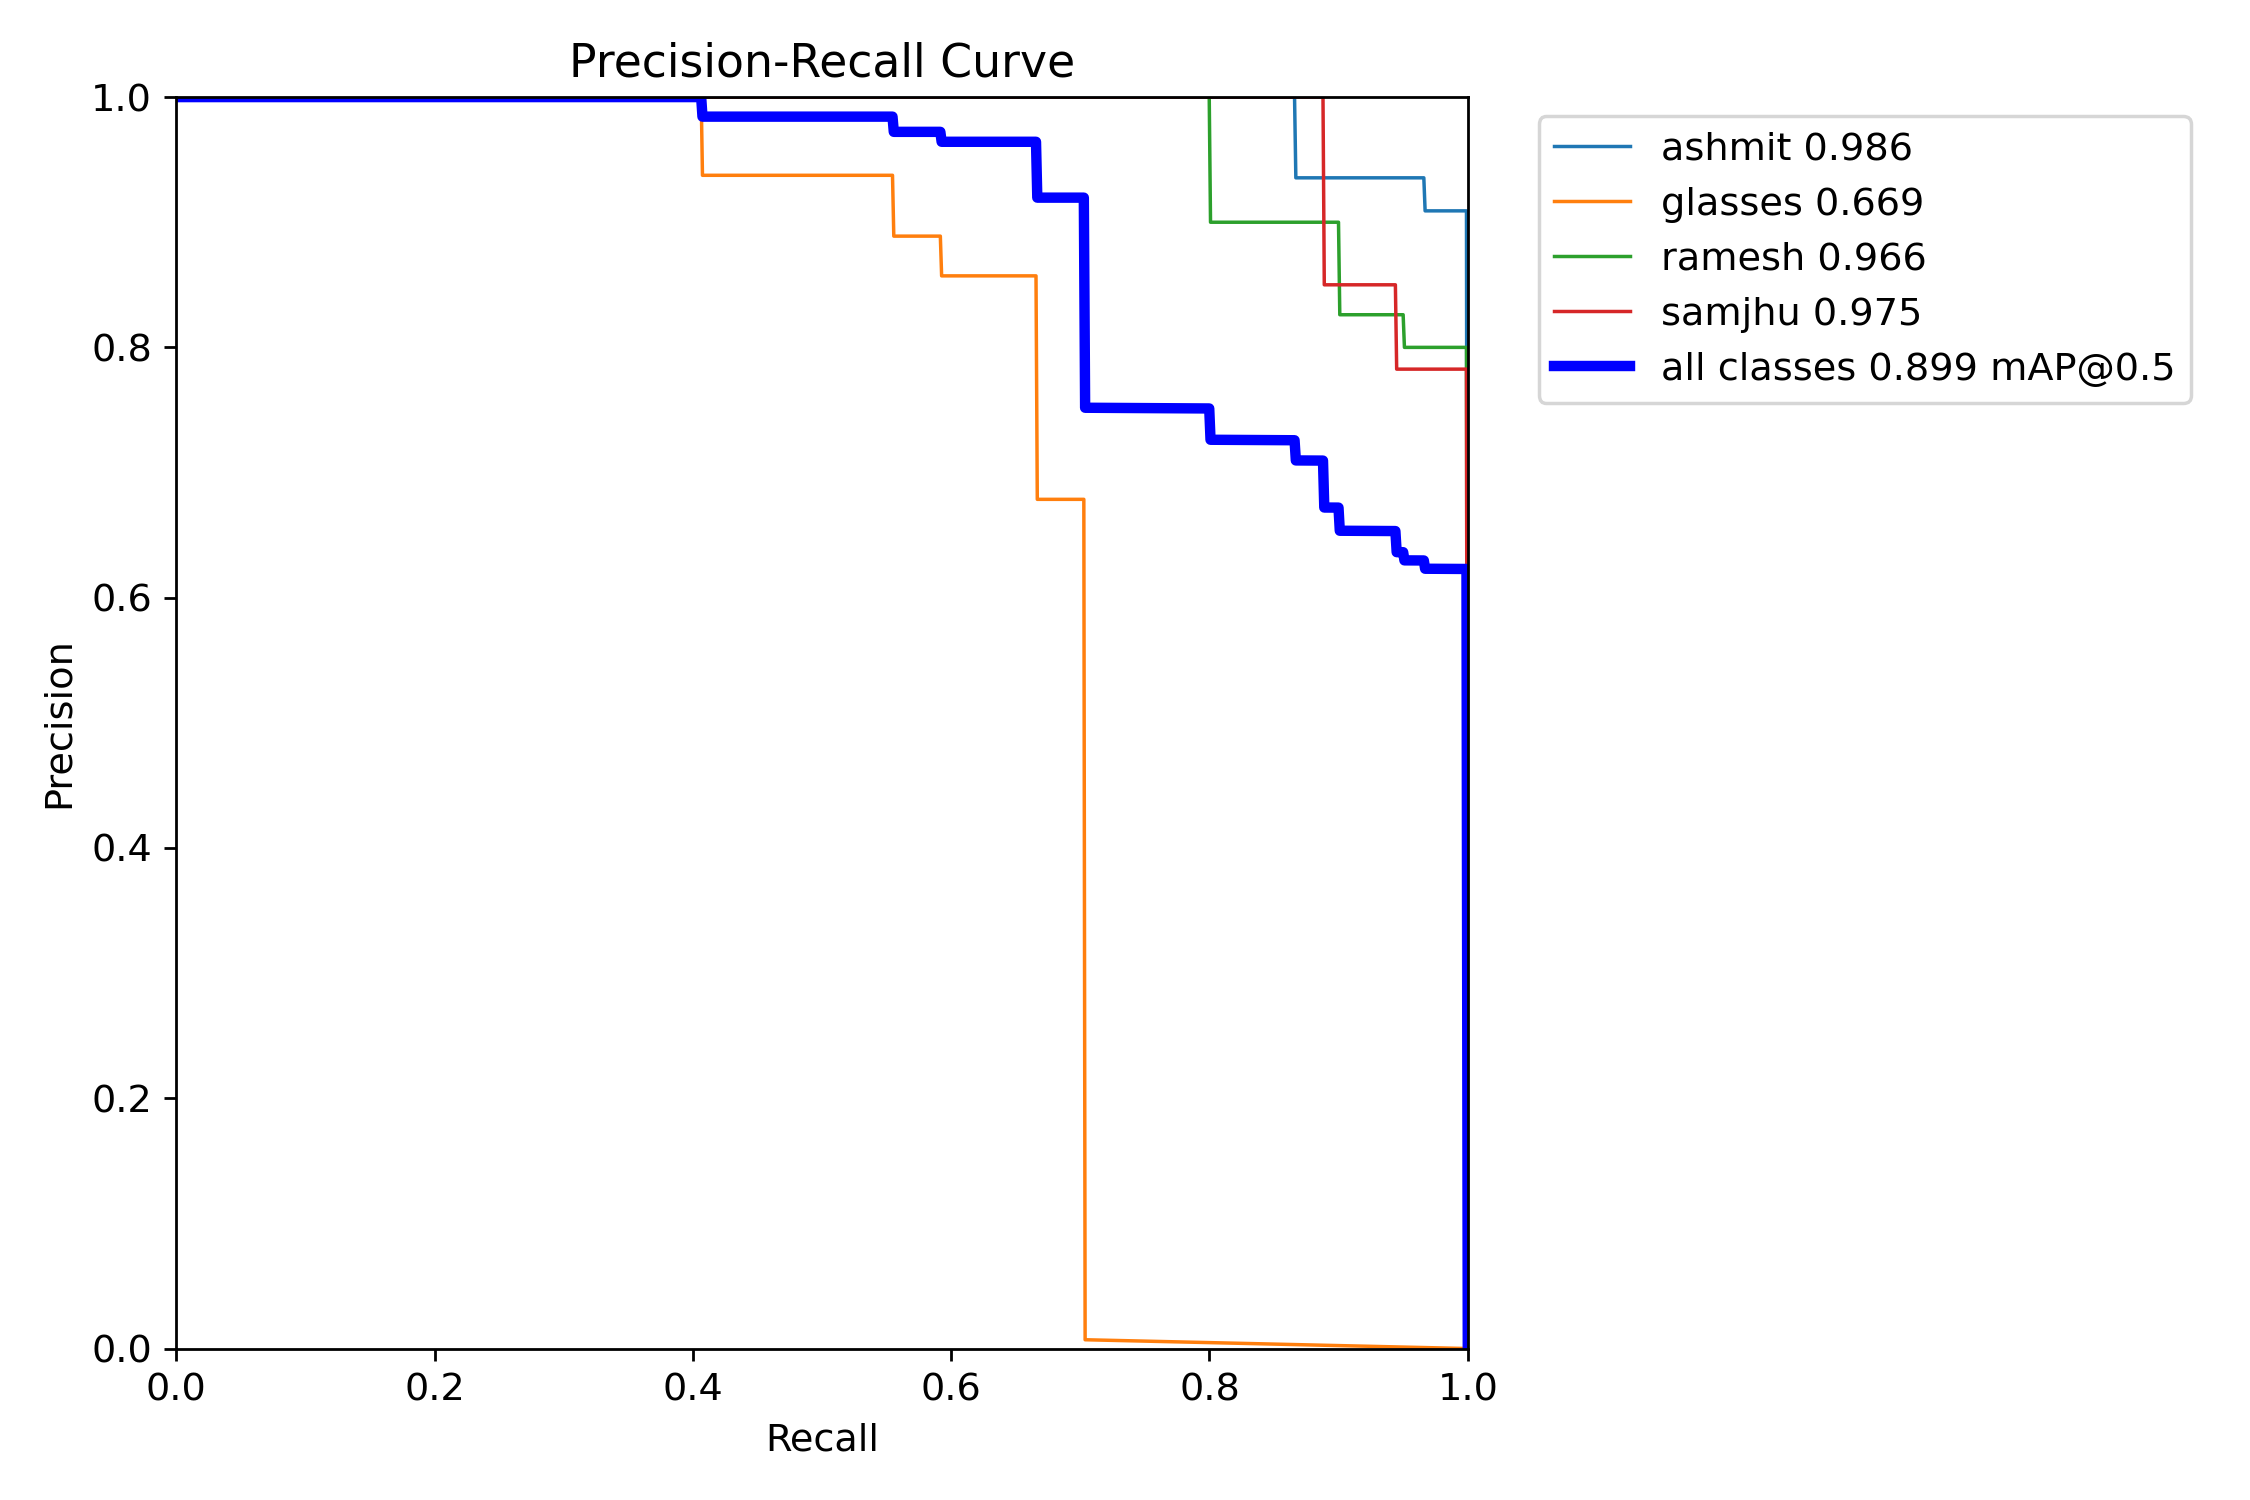 Precision-Recall Curve
1.0
0.8
0.6
0.4
0.2
0.0
Precision
0.0 0.2 0.4 0.6 0.8 1.0
Recall
ashmit 0.986
glasses 0.669
ramesh 0.966
samjhu 0.975
all classes 0.899 mAP@0.5